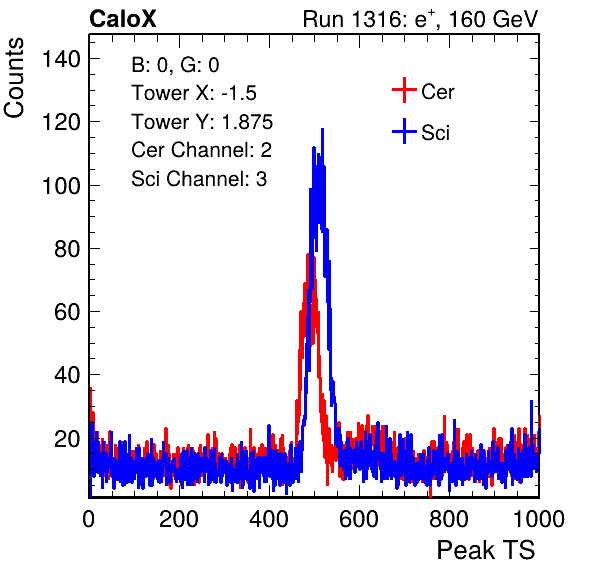 CaloX
Run 1316: e+, 160 GeV
Counts
B: 0, G: 0
Tower X: -1.5
Tower Y: 1.875
Cer Channel: 2
Sci Channel: 3
Cer
Sci
140
120
100
80
60
40
20
0
200
400
600
800
1000
Peak TS